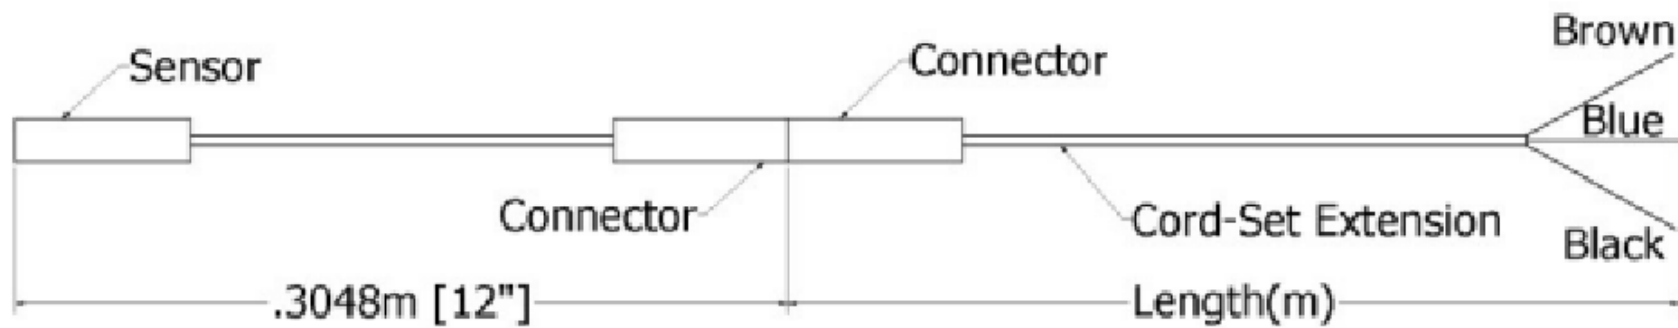 Brown
Sensor
Connector
Blue
Connector
Cord-Set Extension
Black
.3048m [12"]
Length(m)